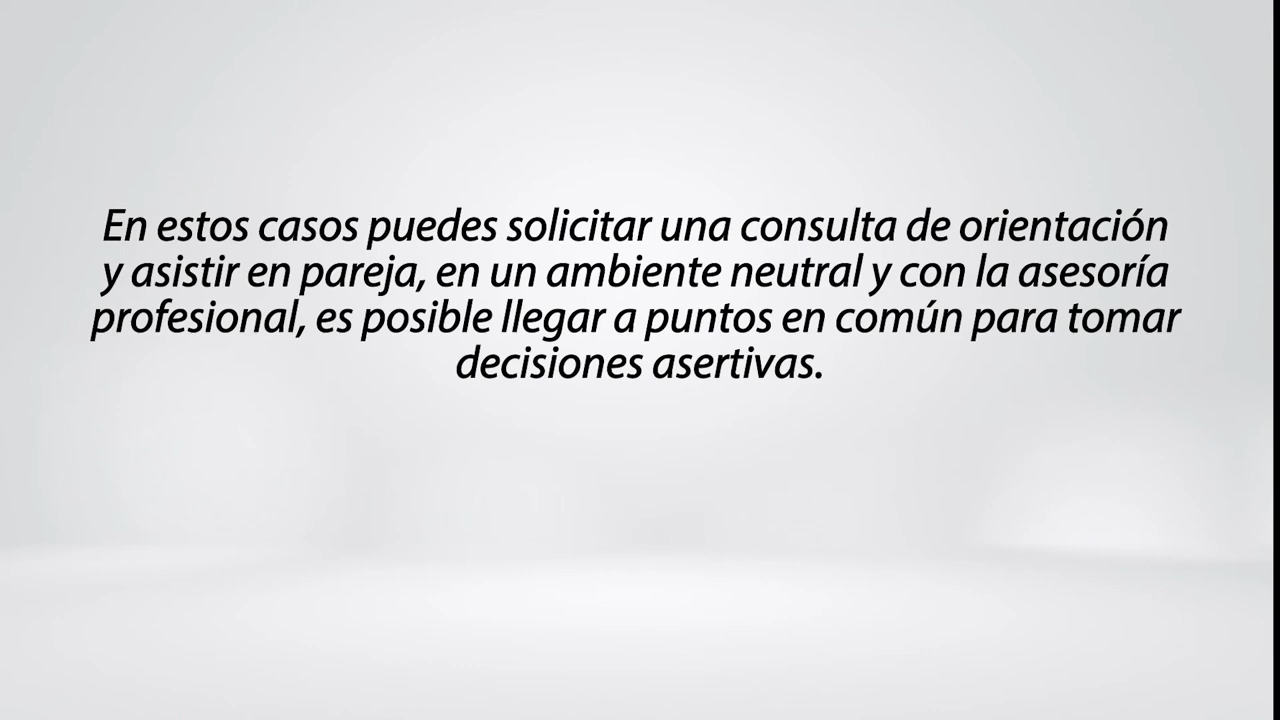 En estos casos puedes solicitar una consulta de orientación
y asistir en pareja, en un ambiente neutral y con la asesoría
profesional, es posible llegar a puntos en común para tomar
decisiones asertivas.